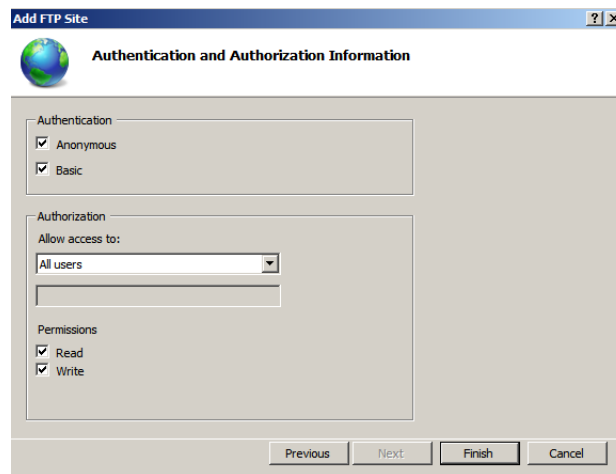 Add FTP Site
Authentication and Authorization Information
Authentication
Anonymous
Basic
Authorization
Allow access to:
All users
Permissions
Read
Write
Previous Next Finish Cancel